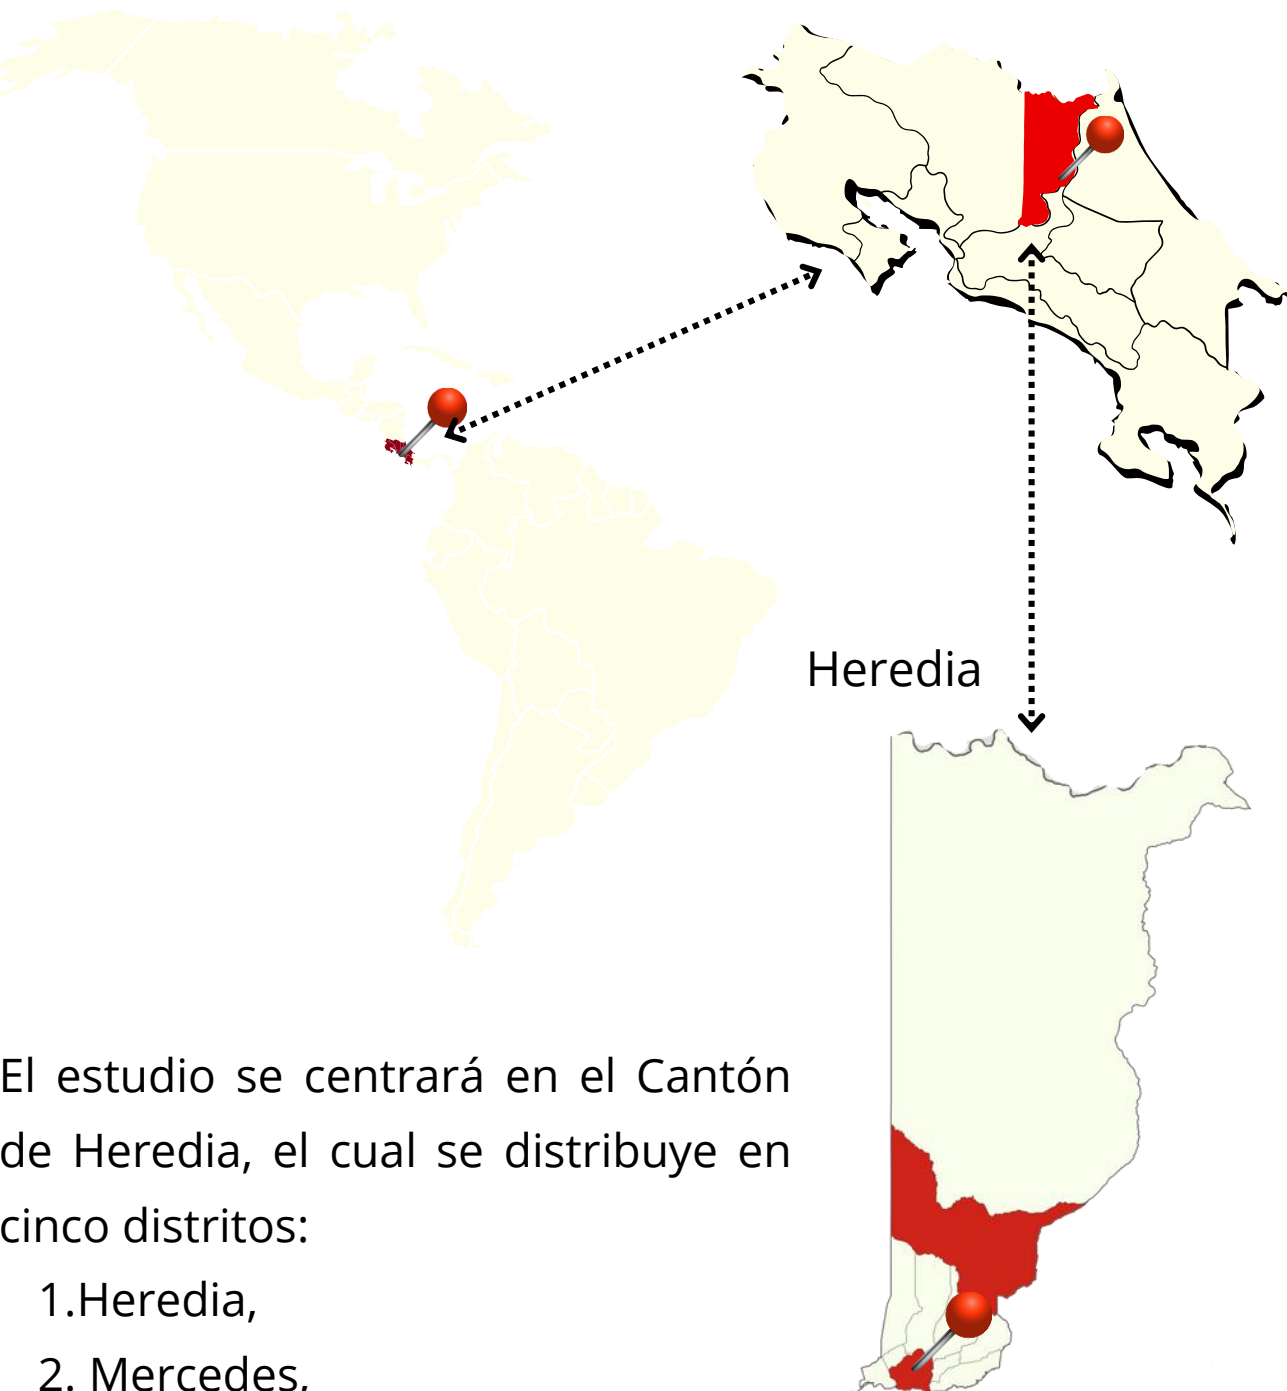 Heredia
El estudio se centrará en el Cantón
de Heredia, el cual se distribuye en
cinco distritos:
1.Heredia,
2. Mercedes,